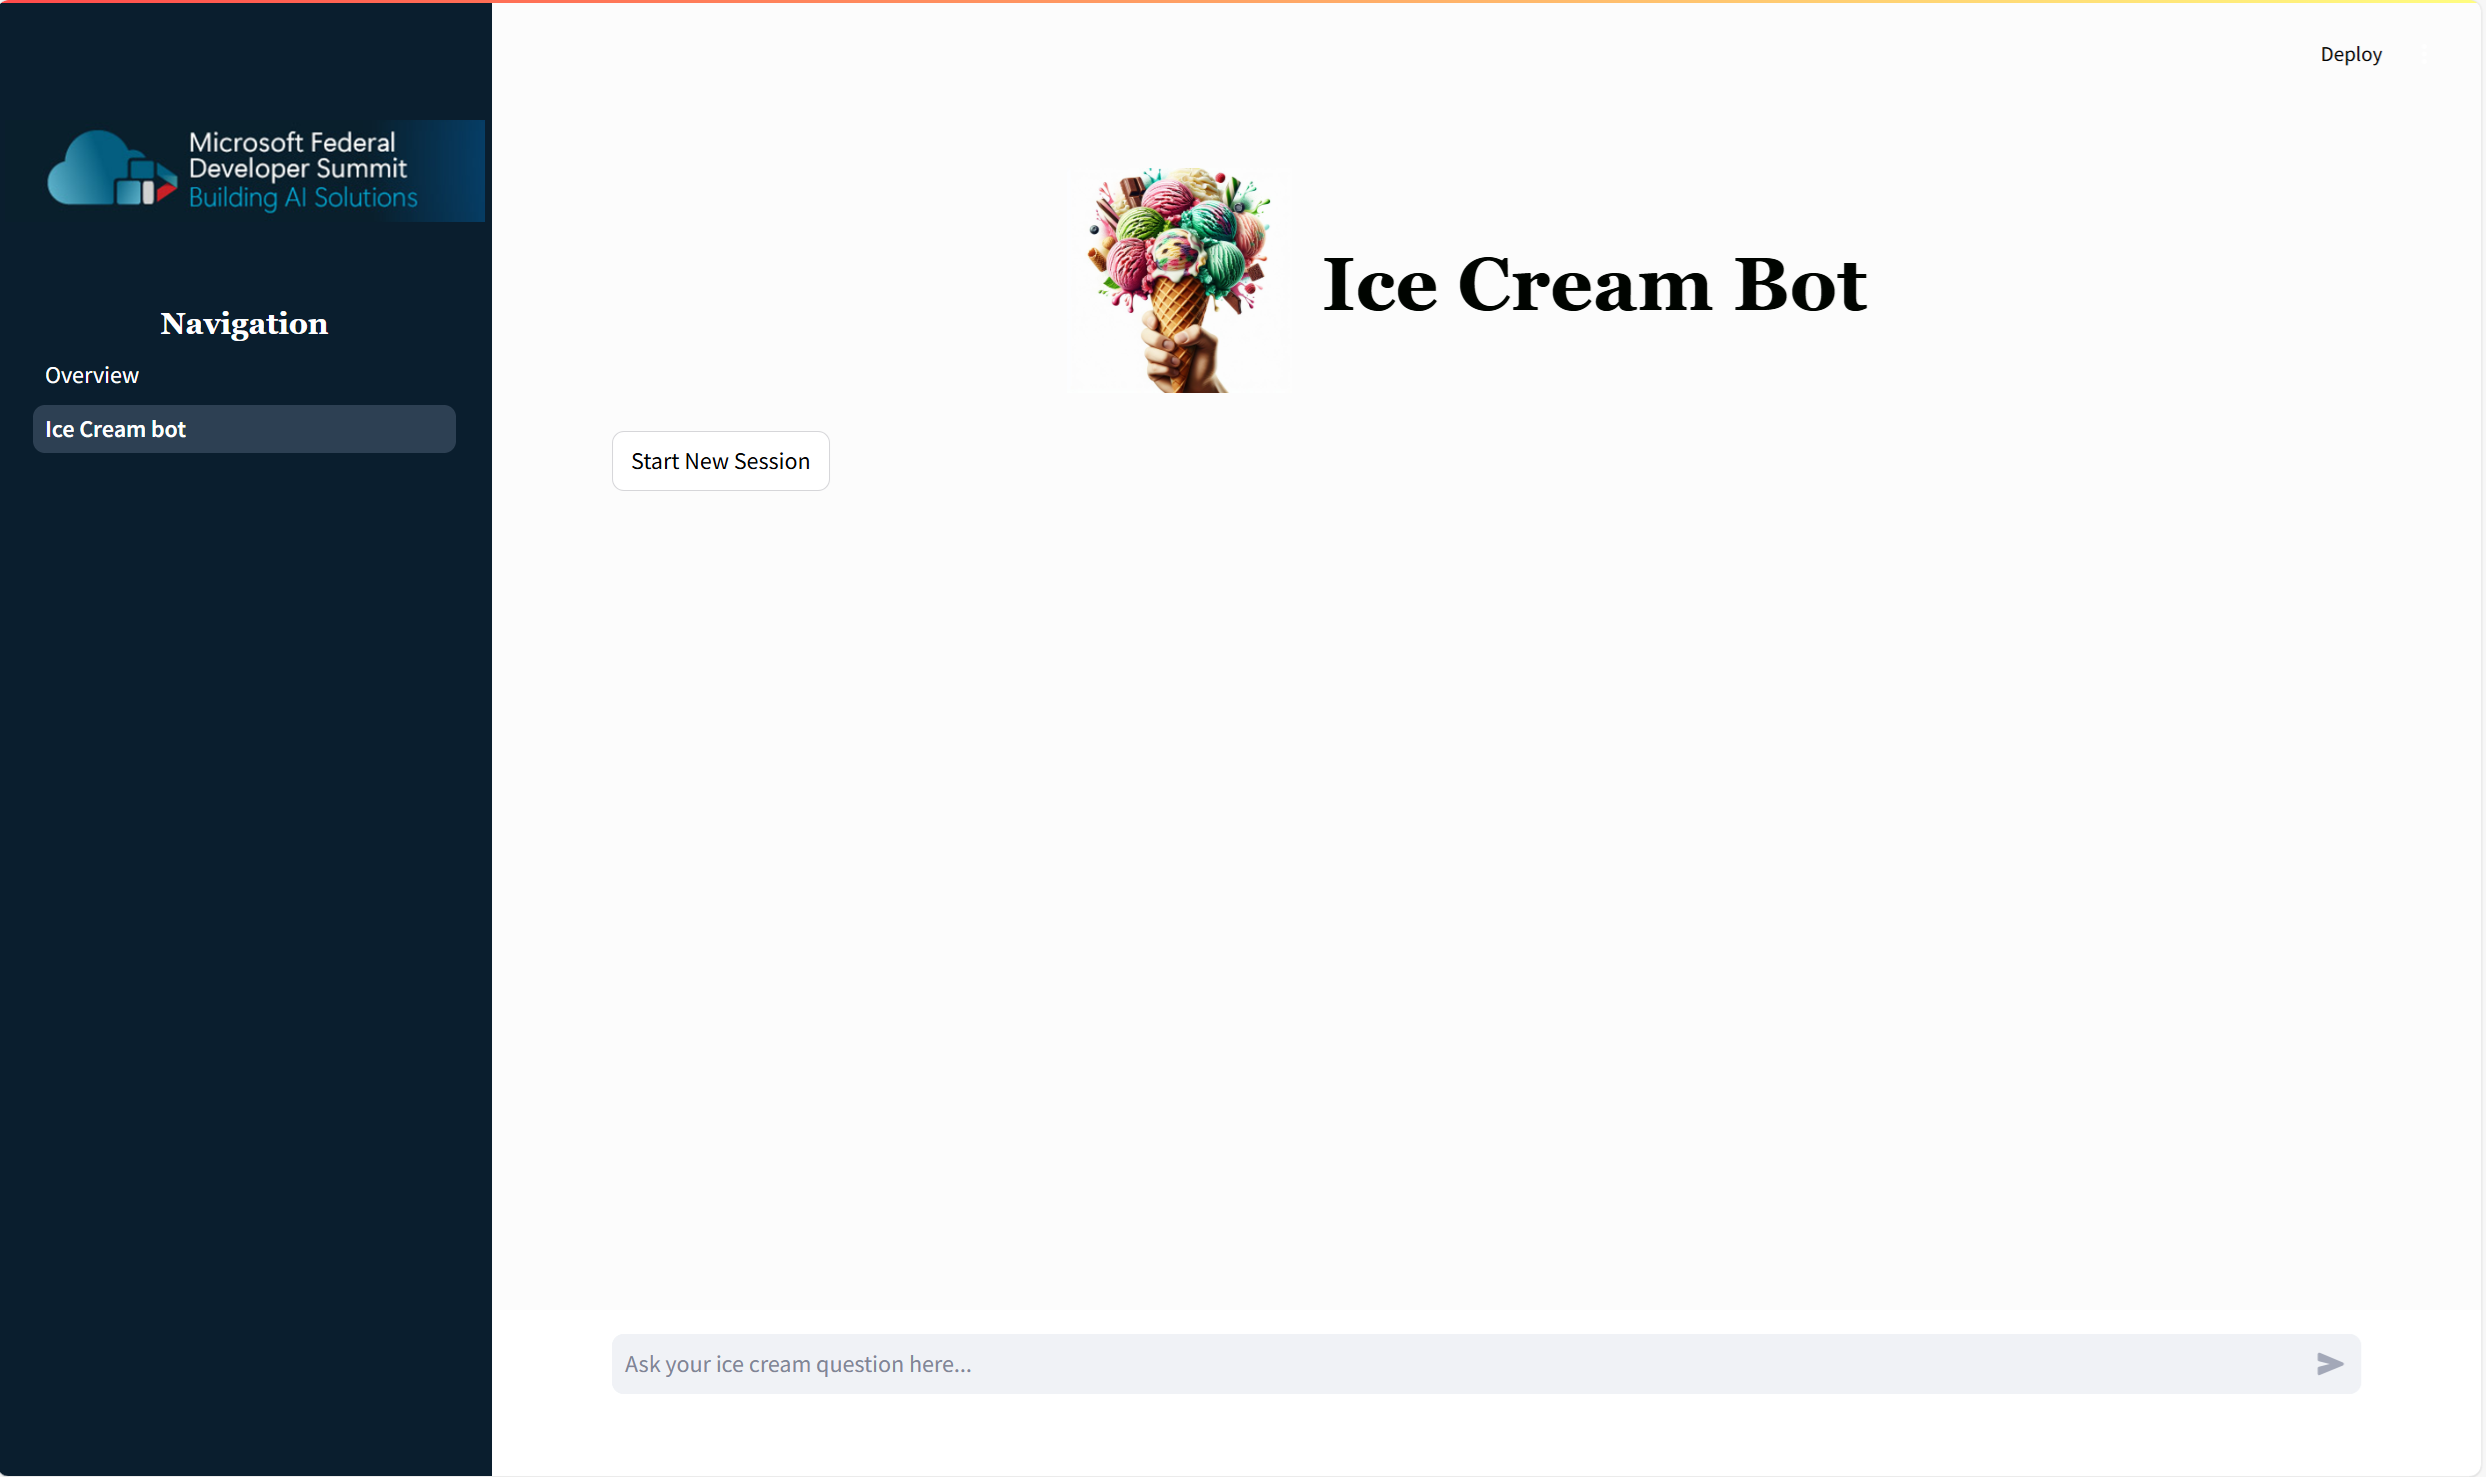 Microsoft Federal
Developer Summit
Building AI Solutions
Navigation
Overview
Ice Cream bot
Deploy
Ice Cream Bot
Start New Session
Ask your ice cream question here...